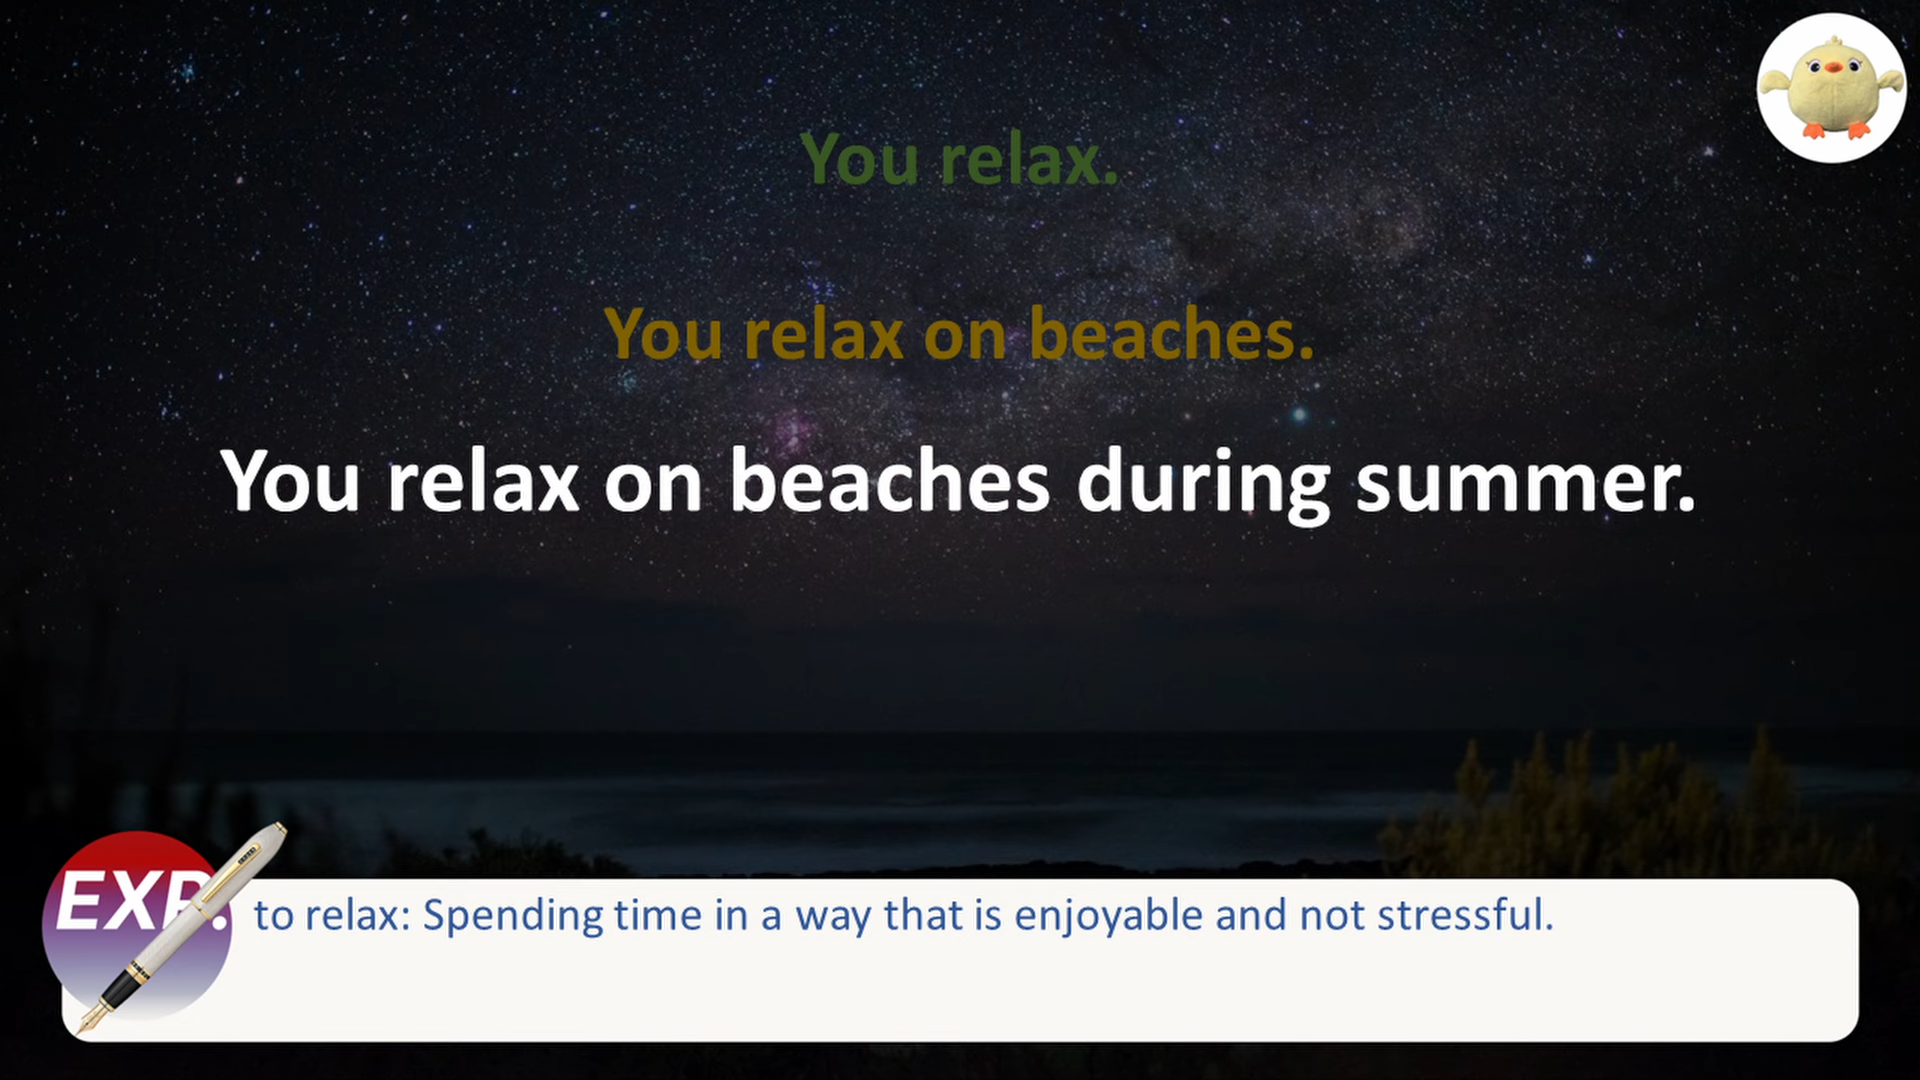 You relax.
You relax on beaches.
You relax on beaches during summer.
EXP.
to relax: Spending time in a way that is enjoyable and not stressful.